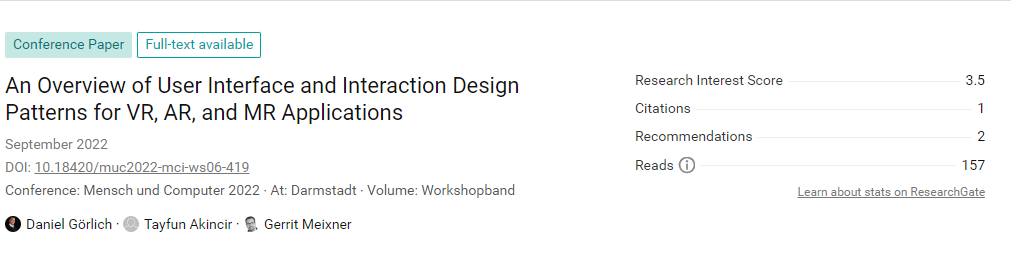 Conference Paper
Full-text available
An Overview of User Interface and Interaction Design
Patterns for VR, AR, and MR Applications
September 2022
DOI: 10.18420/muc2022-mci-ws06-419
Conference: Mensch und Computer 2022 · At: Darmstadt · Volume: Workshopband
Daniel Görlich · Tayfun Akincir · Gerrit Meixner
Research Interest Score 3.5
Citations 1
Recommendations 2
Reads 157
Learn about stats on ResearchGate